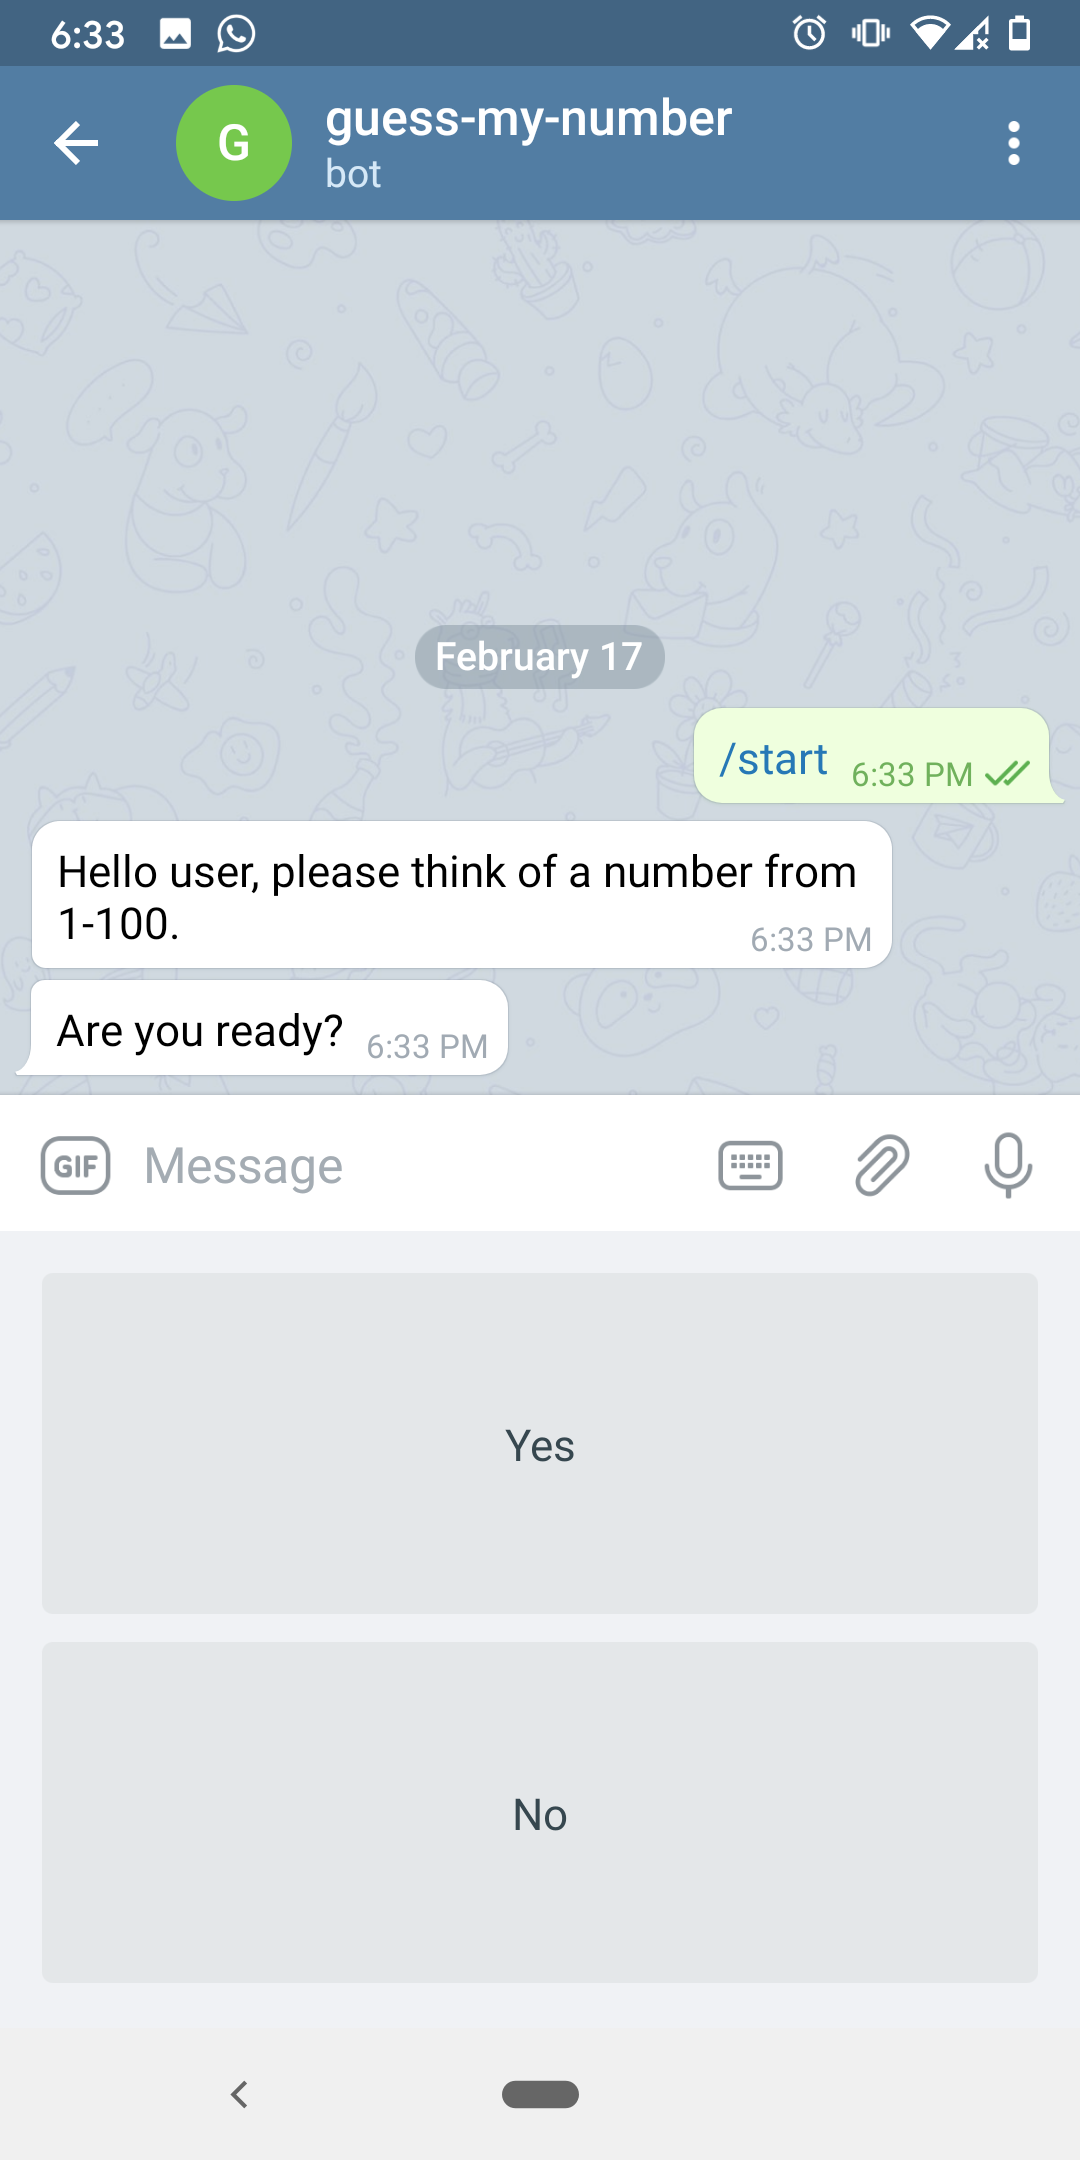 6:33
G
guess-my-number
bot
February 17
/start 6:33 PM
Hello user, please think of a number from
1-100.
6:33 PM
Are you ready? 6:33 PM
GIF Message
Yes
No